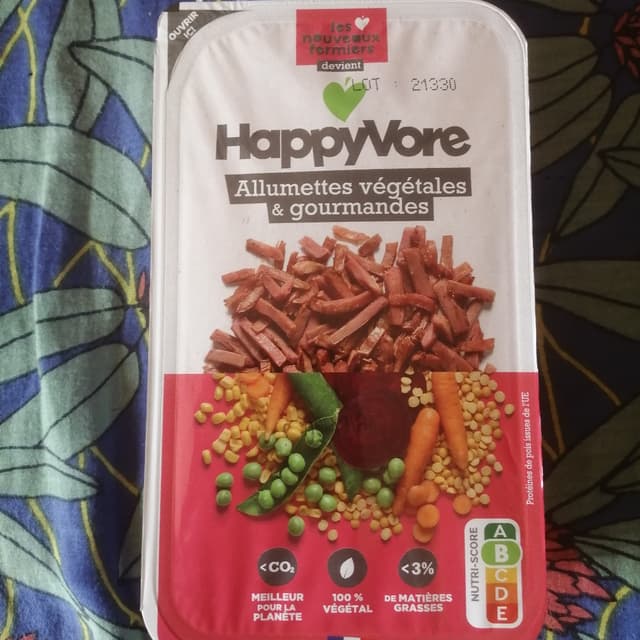 OUVRIR
ICI
les
nouveaux
fermiers
devient
LOT : 21330
HappyVore
Allumettes végétales
& gourmandes
Protéines de pois issues de l'UE
<CO₂
MEILLEUR
POUR LA
PLANÈTE
100 %
VÉGÉTAL
<3%
DE MATIÈRES
GRASSES
NUTRI-SCORE
A
B
C
D
E